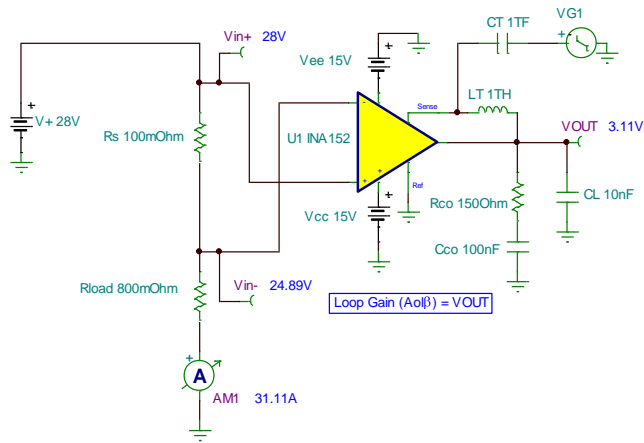 CT 1TF
VG1
Vin+ 28V
Vee 15V
LT 1TH
Sense
V+ 28V
Rs 100mOhm
U1 INA152
VOUT 3.11V
Ref
Rco 150Ohm
CL 10nF
Vcc 15V
Cco 100nF
Vin- 24.89V
Rload 800mOhm
Loop Gain (Aolβ) = VOUT
A
AM1 31.11A